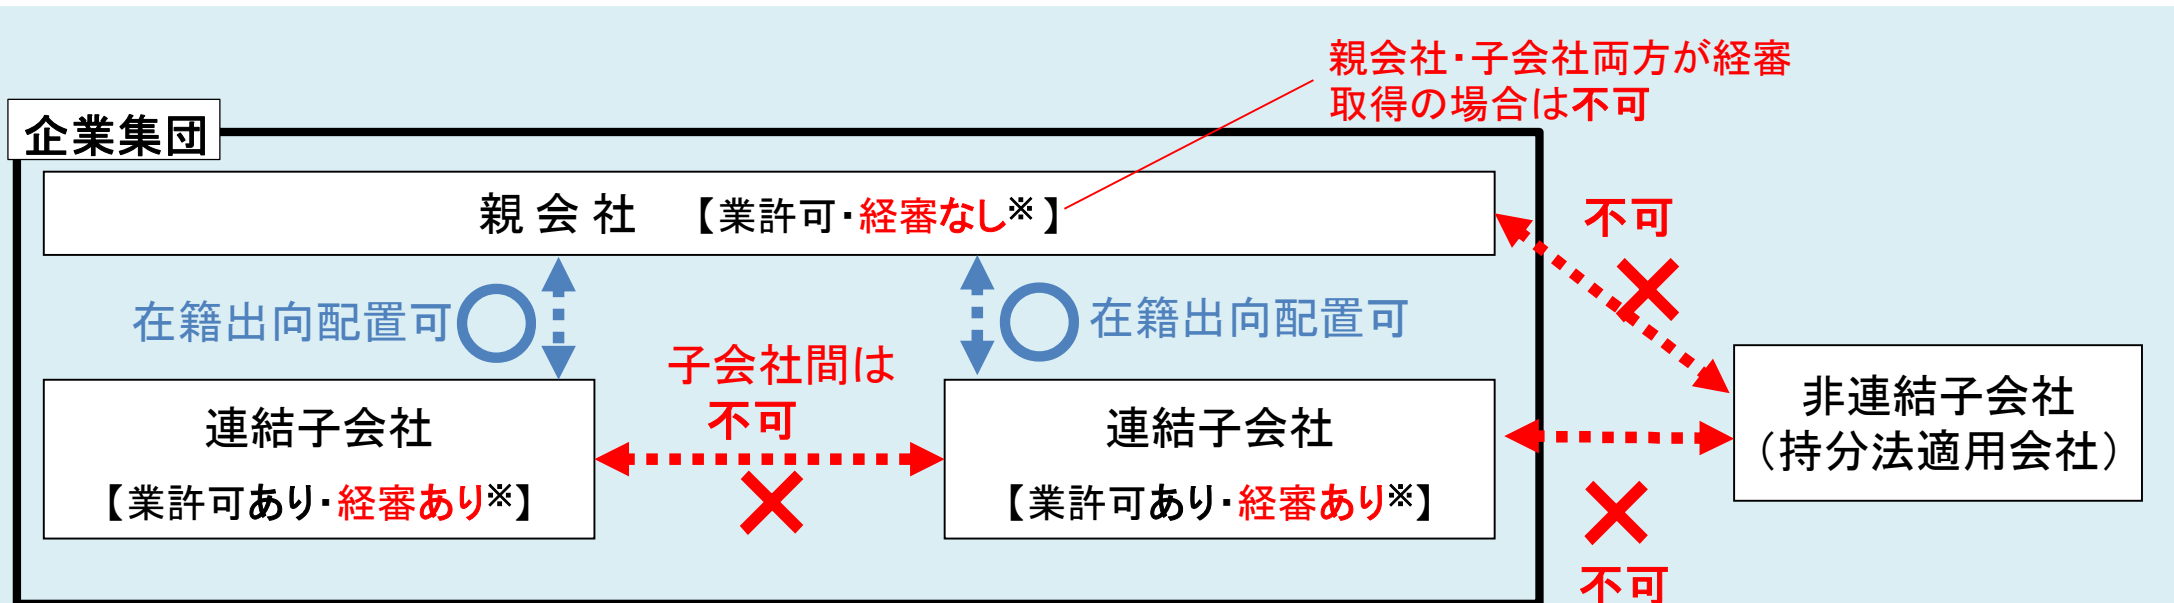 親会社・子会社両方が経審
取得の場合は不可
企業集団
親会社 【業許可・経審なし※】
不可
在籍出向配置可
在籍出向配置可
子会社間は
不可
連結子会社
【業許可あり・経審あり※】
連結子会社
【業許可あり・経審あり※】
非連結子会社
（持分法適用会社）
不可